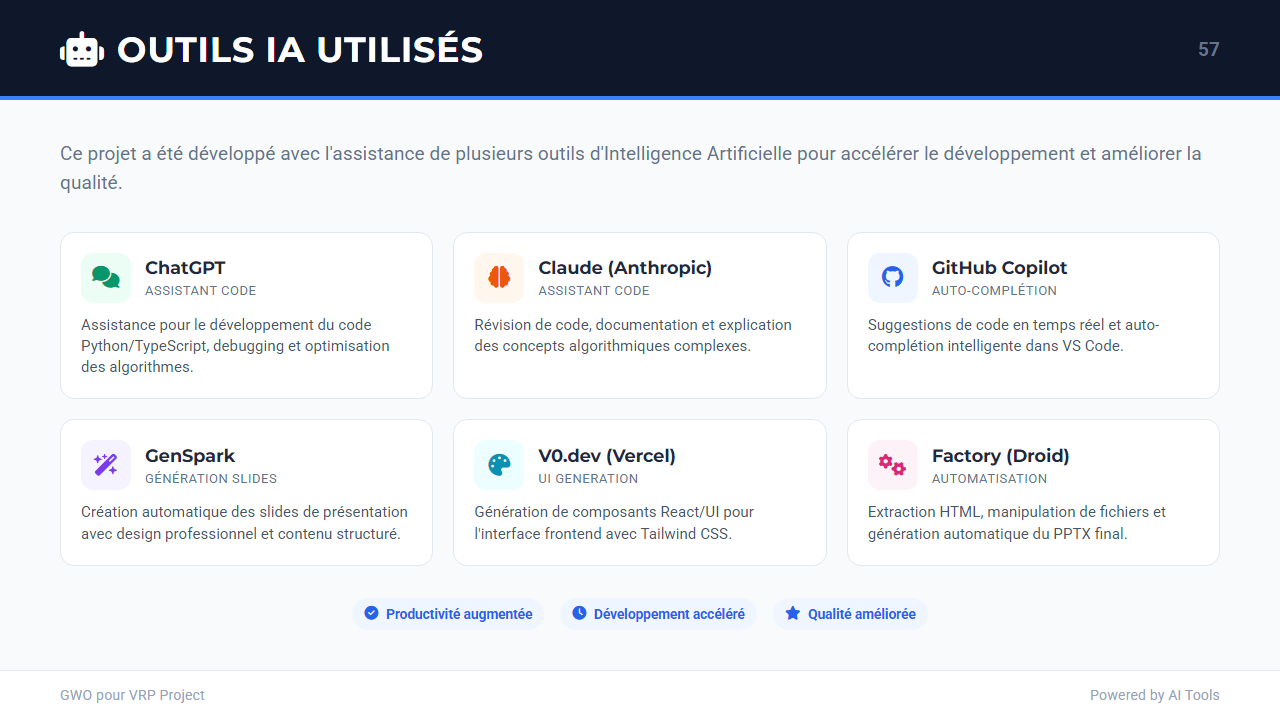 OUTILS IA UTILISÉS
57
Ce projet a été développé avec l'assistance de plusieurs outils d'Intelligence Artificielle pour accélérer le développement et améliorer la
qualité.
ChatGPT
ASSISTANT CODE
Assistance pour le développement du code
Python/TypeScript, debugging et optimisation
des algorithmes.
Claude (Anthropic)
ASSISTANT CODE
Révision de code, documentation et explication
des concepts algorithmiques complexes.
GitHub Copilot
AUTO-COMPLÉTION
Suggestions de code en temps réel et auto-
complétion intelligente dans VS Code.
GenSpark
GÉNÉRATION SLIDES
Création automatique des slides de présentation
avec design professionnel et contenu structuré.
V0.dev (Vercel)
UI GENERATION
Génération de composants React/UI pour
l'interface frontend avec Tailwind CSS.
Factory (Droid)
AUTOMATISATION
Extraction HTML, manipulation de fichiers et
génération automatique du PPTX final.
Productivité augmentée
Développement accéléré
Qualité améliorée
GWO pour VRP Project
Powered by AI Tools